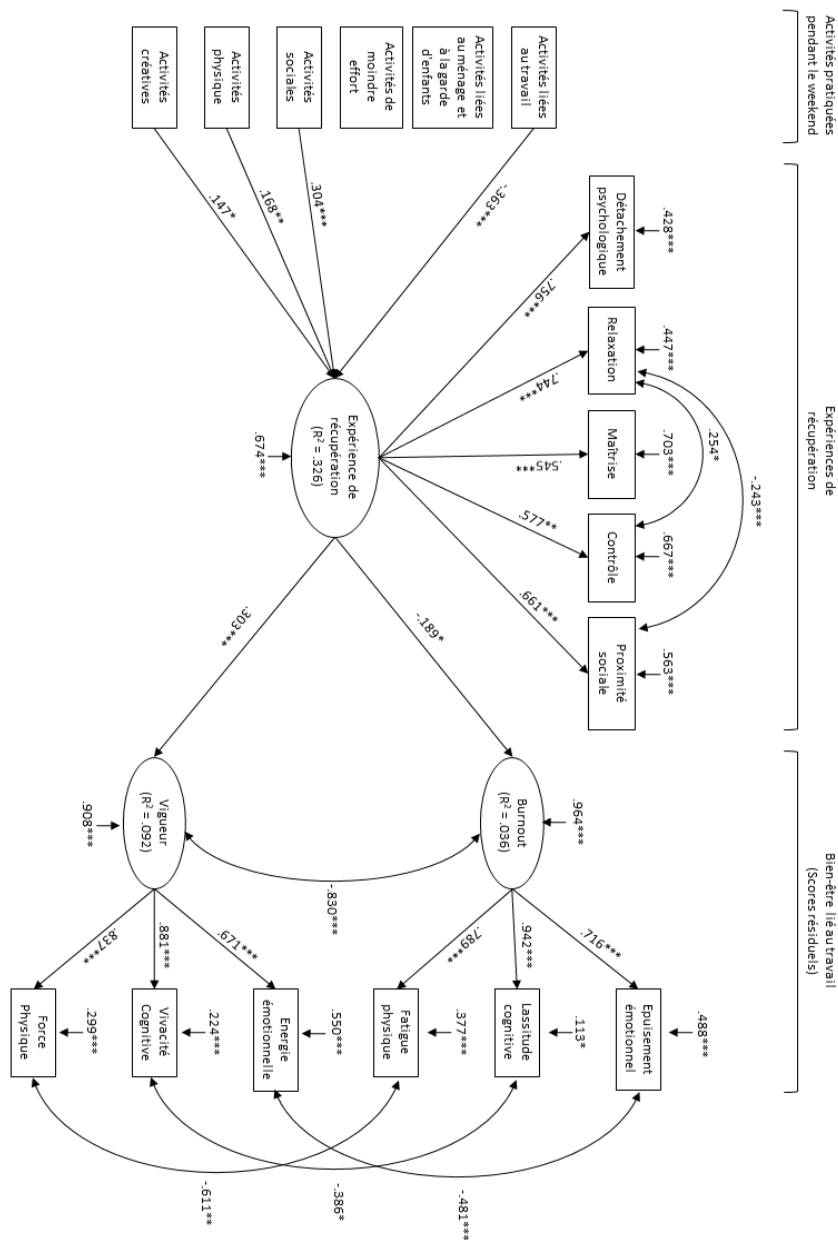 Activités pratiquées
pendant le weekend
Expériences de
récupération
Bien-être lié au travail
(Scores résiduels)
-.243***
.254*
.428***
.447***
.703***
.667***
.563***
Détachement
psychologique
Relaxation
Maîtrise
Contrôle
Proximité
sociale
.756***
.744***
.545***
.577**
.661***
Activités liées
au travail
Activités liées
au ménage et
à la garde
d'enfants
Activités de
moindre
effort
Activités
sociales
Activités
physique
Activités
créatives
-.363***
.304***
.168**
.147*
Expérience de
récupération
(R² = .326)
.674***
-.189*
.303***
.964***
Burnout
(R² = .036)
-.830***
Vigueur
(R² = .092)
.908***
.716***
.942***
.789***
.671***
.881***
.837***
.488***
Epuisement
émotionnel
.113*
Lassitude
cognitive
.377***
Fatigue
physique
.550***
Energie
émotionnelle
.224***
Vivacité
Cognitive
.299***
Force
Physique
-.481***
-.386*
-.611**